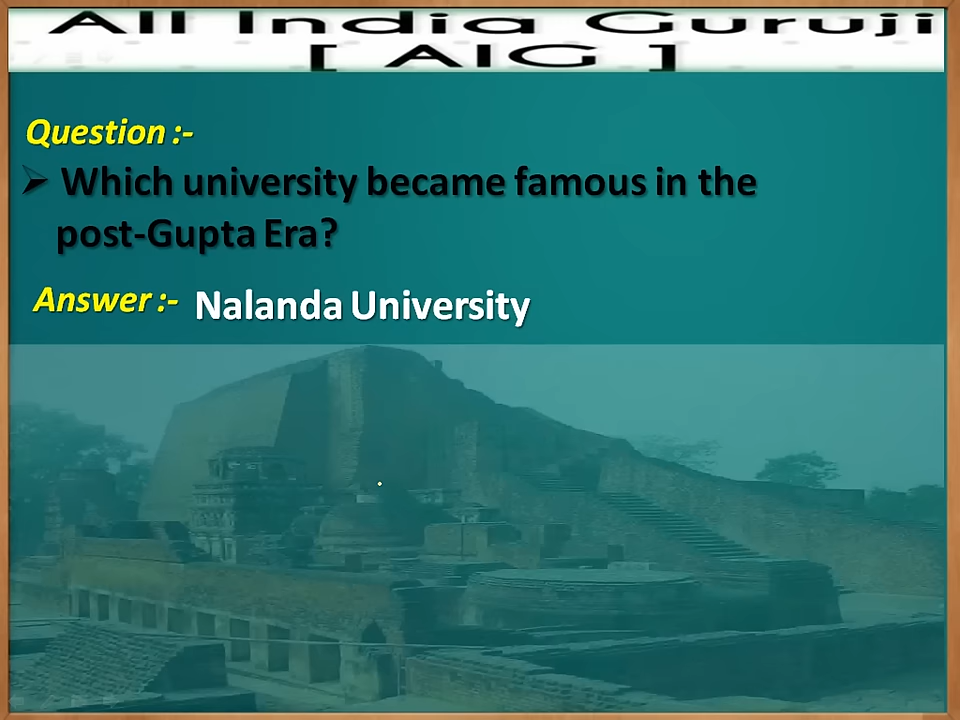 All India Guruji
[ AIG ]
Question :-
➢ Which university became famous in the
post-Gupta Era?
Answer :- Nalanda University